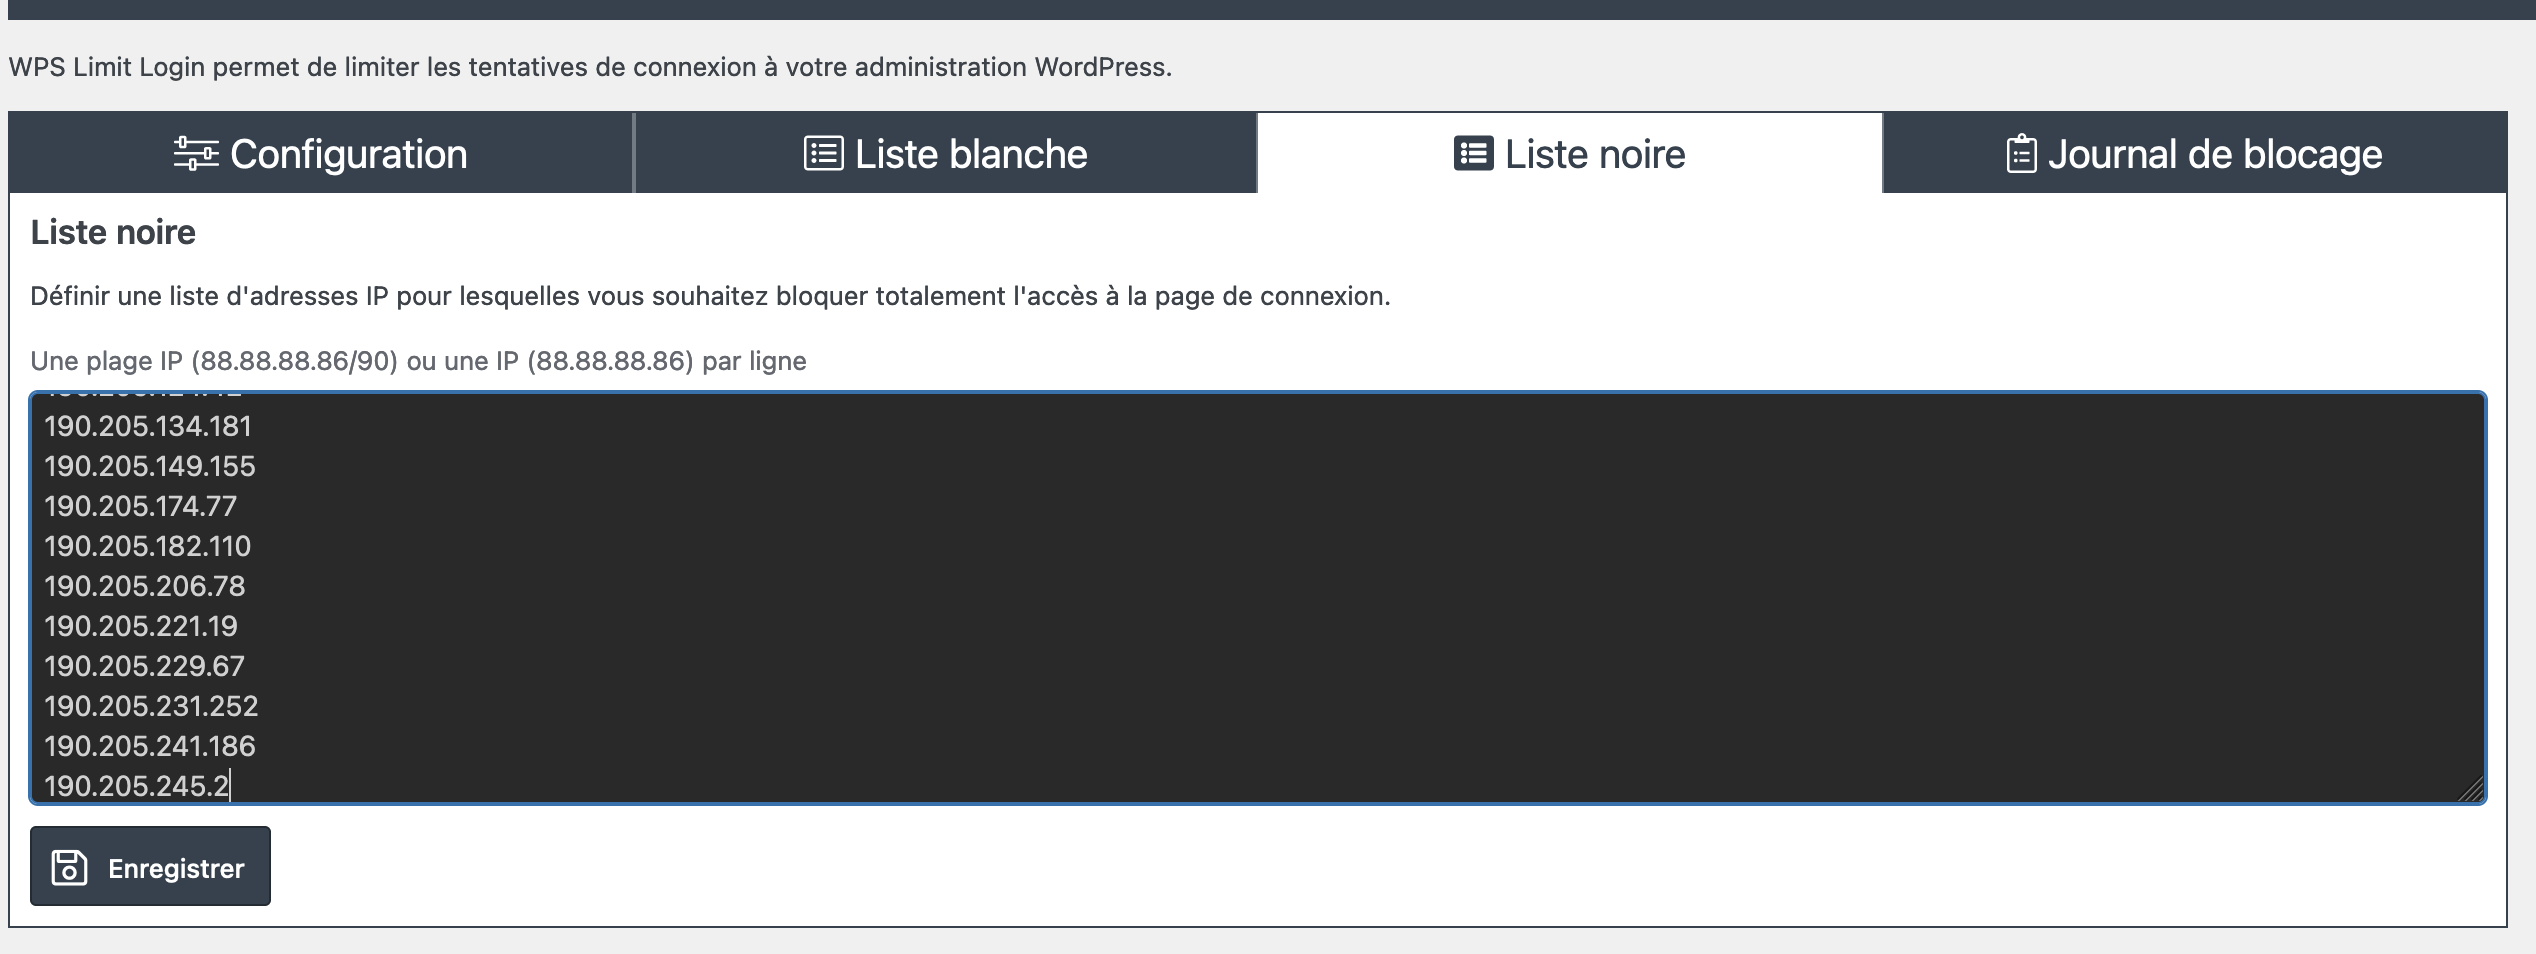 WPS Limit Login permet de limiter les tentatives de connexion à votre administration WordPress.
Configuration
Liste blanche
Liste noire
Journal de blocage
Liste noire
Définir une liste d'adresses IP pour lesquelles vous souhaitez bloquer totalement l'accès à la page de connexion.
Une plage IP (88.88.88.86/90) ou une IP (88.88.88.86) par ligne
190.205.134.181
190.205.149.155
190.205.174.77
190.205.182.110
190.205.206.78
190.205.221.19
190.205.229.67
190.205.231.252
190.205.241.186
190.205.245.2
Enregistrer